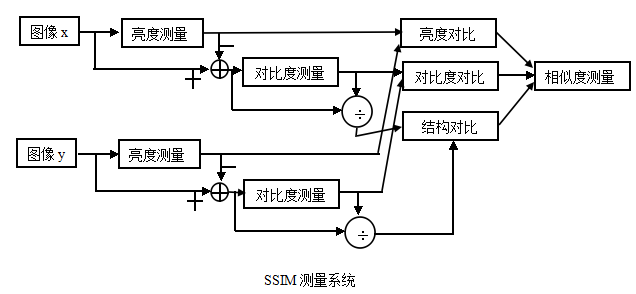 图像 x
亮度测量
亮度对比
对比度测量
对比度对比
相似度测量
÷
结构对比
图像 y
亮度测量
对比度测量
÷
SSIM 测量系统